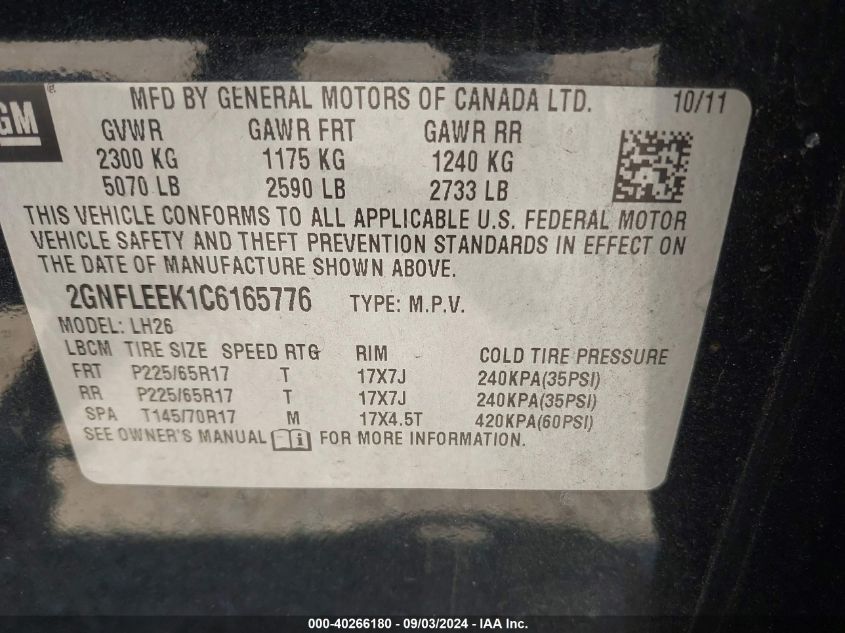 GM
MFD BY GENERAL MOTORS OF CANADA LTD. 10/11
GVWR GAWR FRT GAWR RR
2300 KG 1175 KG 1240 KG
5070 LB 2590 LB 2733 LB
THIS VEHICLE CONFORMS TO ALL APPLICABLE U.S. FEDERAL MOTOR
VEHICLE SAFETY AND THEFT PREVENTION STANDARDS IN EFFECT ON
THE DATE OF MANUFACTURE SHOWN ABOVE.
2GNFLEEK1C6165776 TYPE: M.P.V.
MODEL: LH26
LBCM TIRE SIZE SPEED RTG RIM COLD TIRE PRESSURE
FRT P225/65R17 T 17X7J 240KPA(35PSI)
RR P225/65R17 T 17X7J 240KPA(35PSI)
SPA T145/70R17 M 17X4.5T 420KPA(60PSI)
SEE OWNER'S MANUAL i FOR MORE INFORMATION.
000-40266180 - 09/03/2024 - IAA Inc.